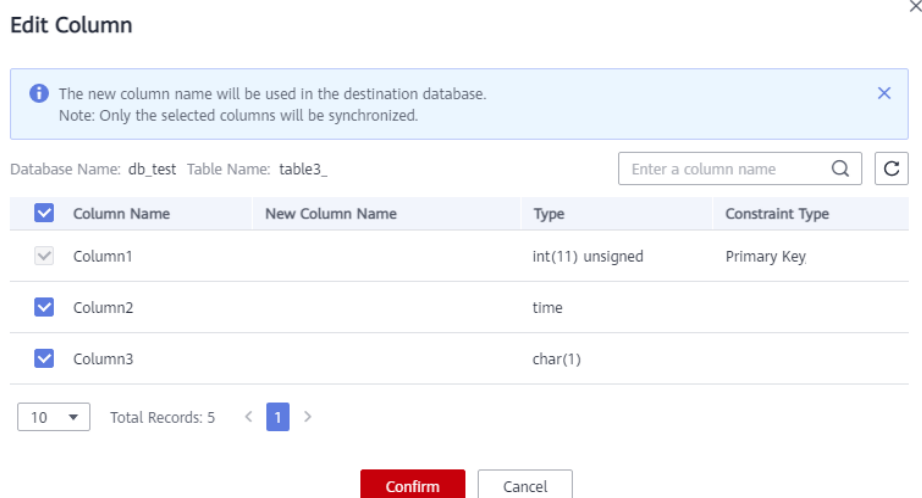 Edit Column
The new column name will be used in the destination database.
Note: Only the selected columns will be synchronized.
Database Name: db_test Table Name: table3_ Enter a column name
Column Name New Column Name Type Constraint Type
Column1 int(11) unsigned Primary Key
Column2 time
Column3 char(1)
10 Total Records: 5 < 1 >
Confirm Cancel